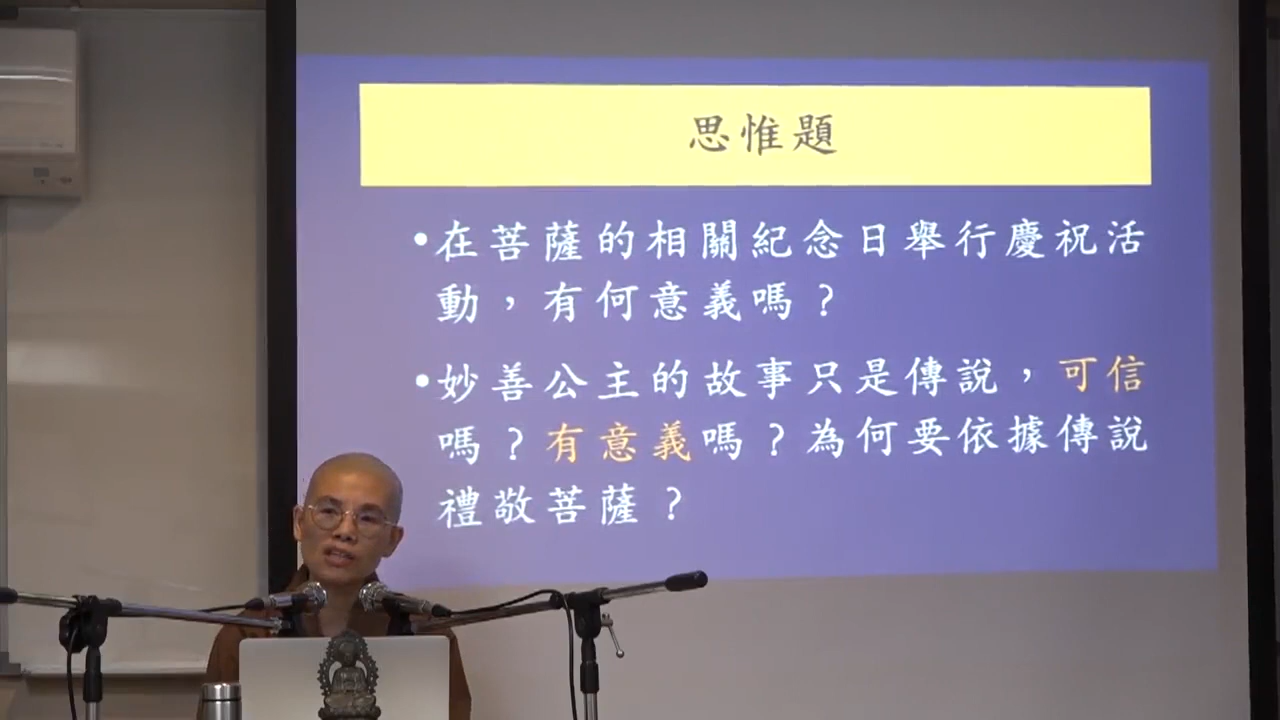 思惟題
•在菩薩的相關紀念日舉行慶祝活
動，有何意義嗎？
•妙善公主的故事只是傳說，可信
嗎？有意義嗎？為何要依據傳說
禮敬菩薩？